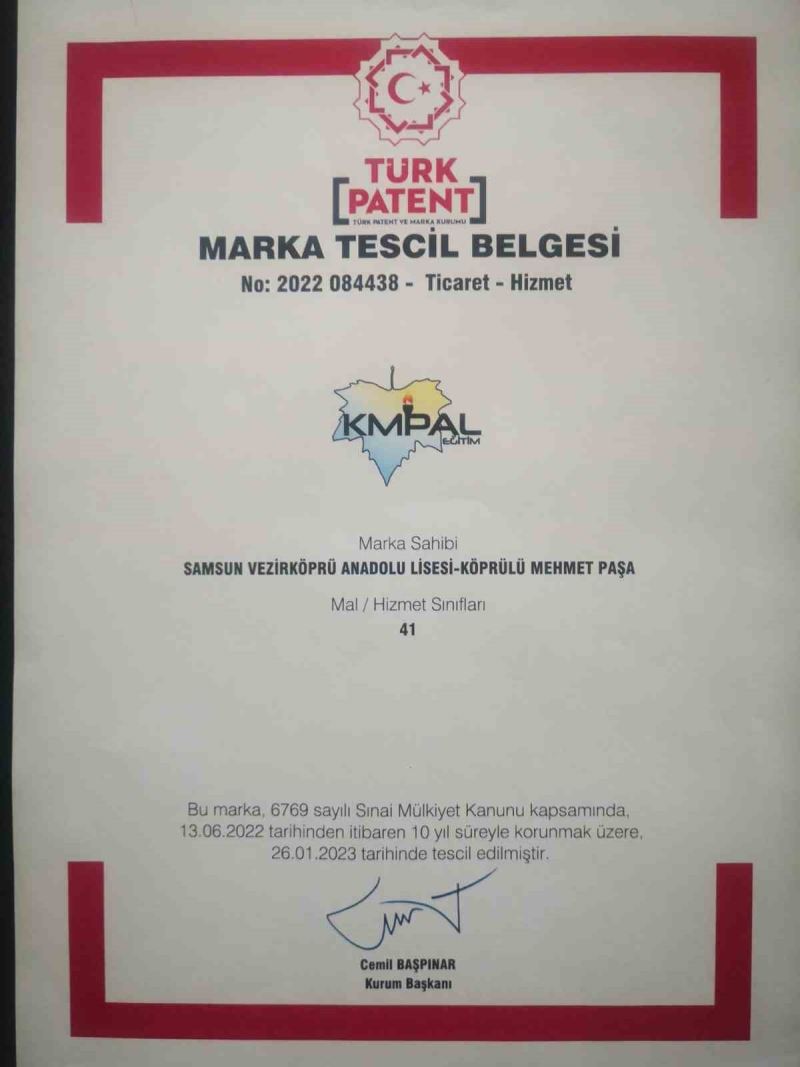 TÜRK
PATENT
TÜRK PATENT VE MARKA KURUMU
MARKA TESCİL BELGESİ
No: 2022 084438 - Ticaret - Hizmet
KMPAL
EĞİTİM
Marka Sahibi
SAMSUN VEZİRKÖPRÜ ANADOLU LİSESİ-KÖPRÜLÜ MEHMET PAŞA
Mal / Hizmet Sınıfları
41
Bu marka, 6769 sayılı Sınai Mülkiyet Kanunu kapsamında,
13.06.2022 tarihinden itibaren 10 yıl süreyle korunmak üzere,
26.01.2023 tarihinde tescil edilmiştir.
Cemil BAŞPINAR
Kurum Başkanı